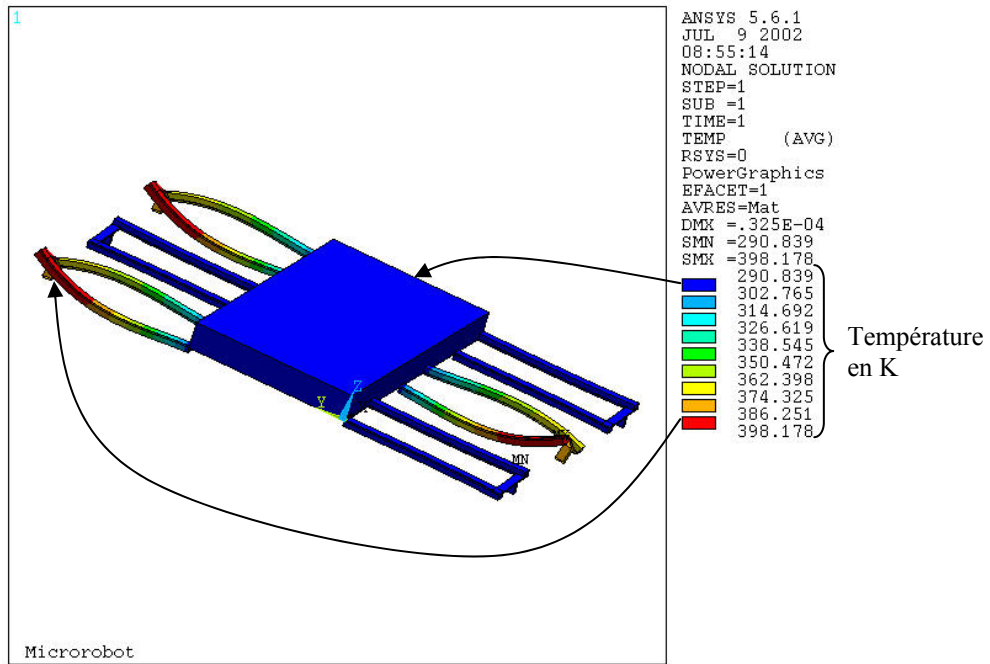 1
ANSYS 5.6.1
JUL  9 2002
08:55:14
NODAL SOLUTION
STEP=1
SUB =1
TIME=1
TEMP     (AVG)
RSYS=0
PowerGraphics
EFACET=1
AVRES=Mat
DMX =.325E-04
SMN =290.839
SMX =398.178
290.839
302.765
314.692
326.619
338.545
350.472
362.398
374.325
386.251
398.178
Température
en K
Z
Y
MN
Microrobot